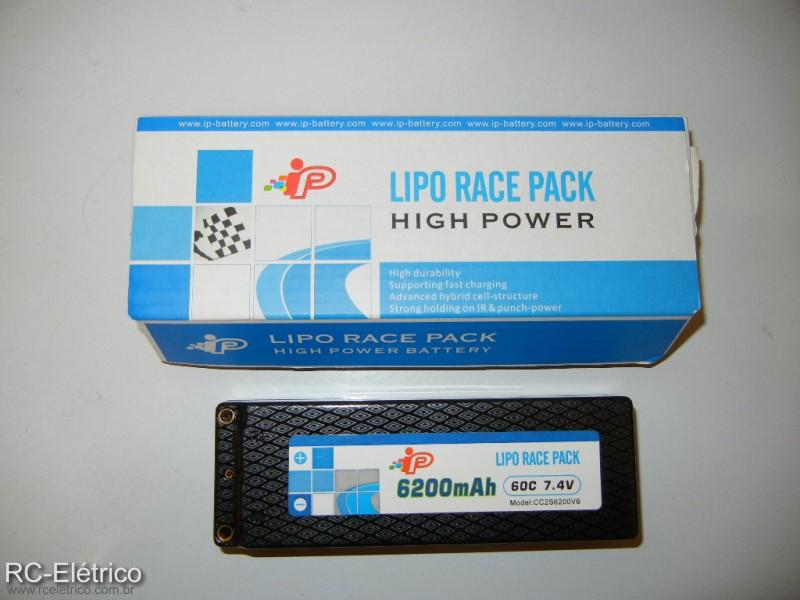 www.ip-battery.com www.ip-battery.com www.ip-battery.com www.ip-battery.com www.ip-battery.com
iP
LIPO RACE PACK
HIGH POWER
High durability
Supporting fast charging
Advanced hybrid cell-structure
Strong holding on IR & punch-power
iP LIPO RACE PACK
HIGH POWER BATTERY
+
iP
LIPO RACE PACK
6200mAh 60C 7.4V
Model:CC2S6200V6
−
RC-Elétrico
www.rceletrico.com.br